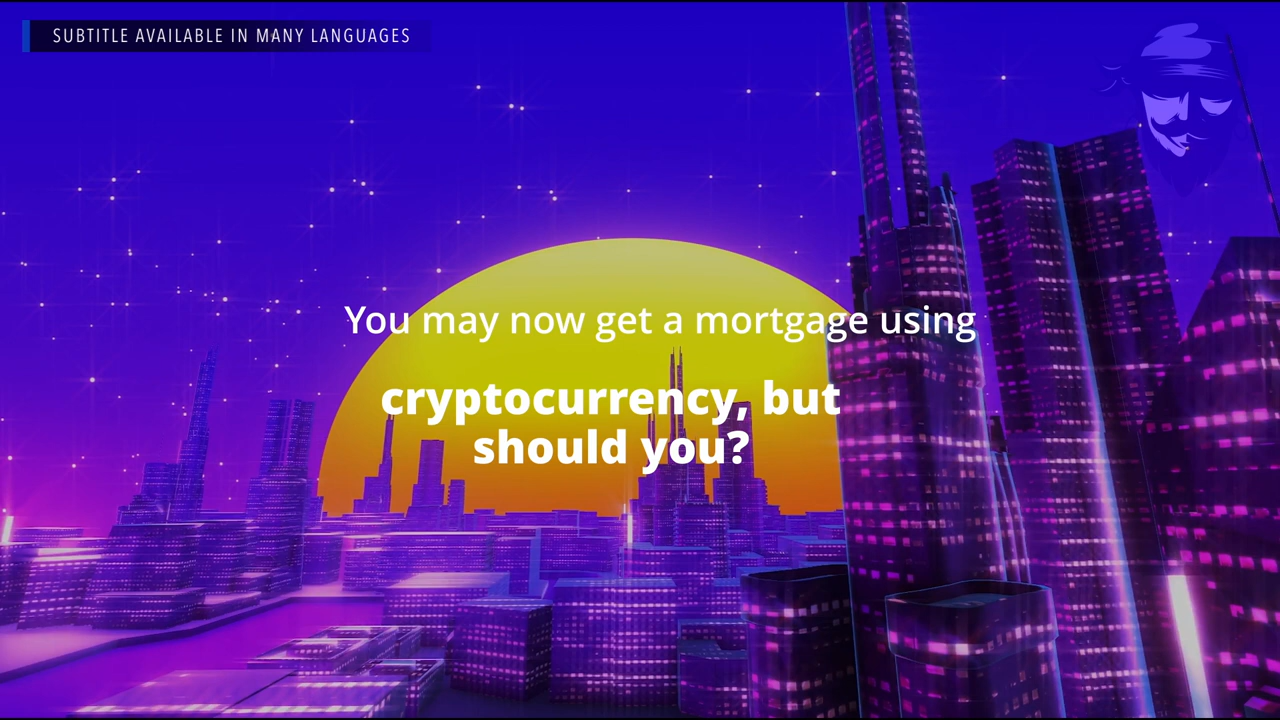 SUBTITLE AVAILABLE IN MANY LANGUAGES
You may now get a mortgage using
cryptocurrency, but
should you?